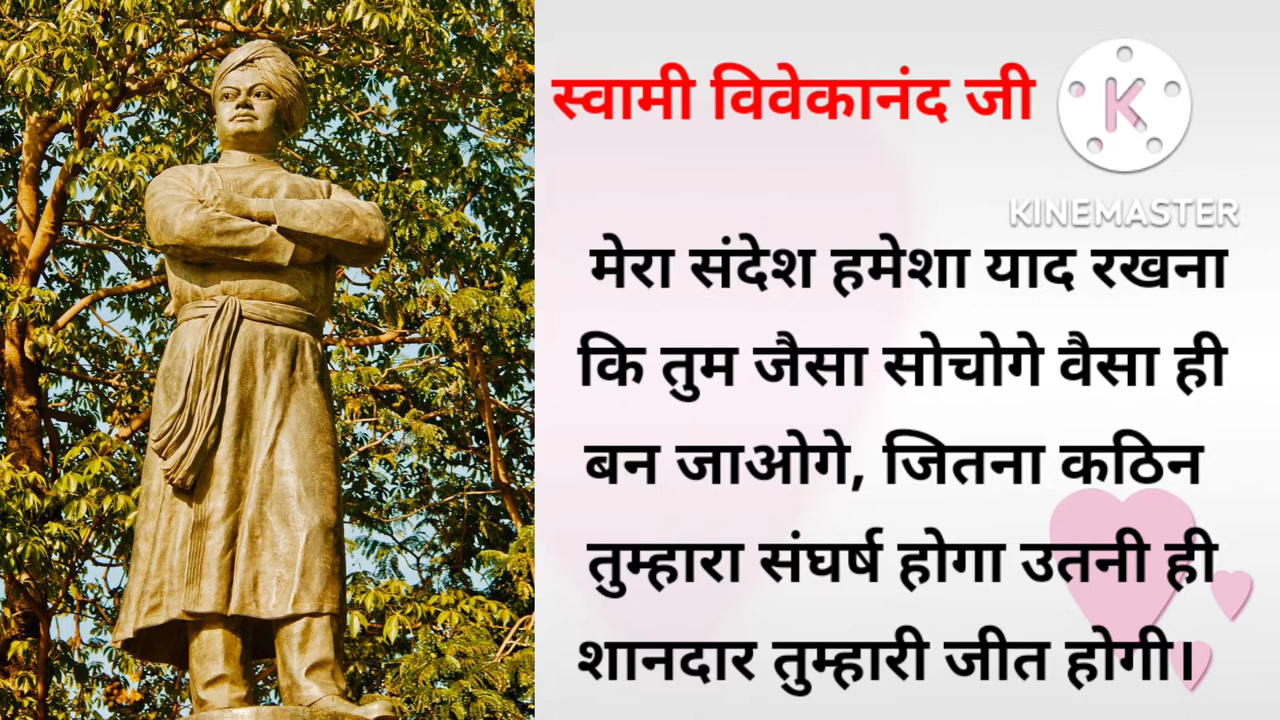 स्वामी विवेकानंद जी
K
KINEMASTER
मेरा संदेश हमेशा याद रखना
कि तुम जैसा सोचोगे वैसा ही
बन जाओगे, जितना कठिन
तुम्हारा संघर्ष होगा उतनी ही
शानदार तुम्हारी जीत होगी।